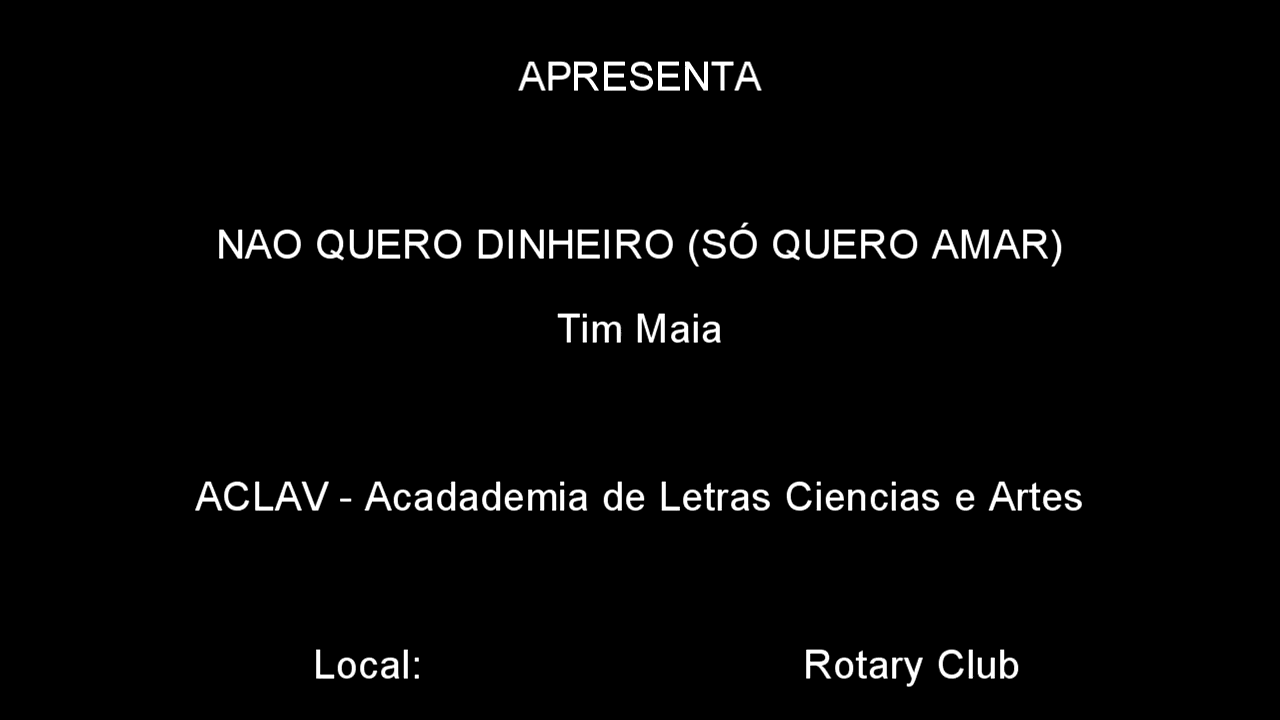 APRESENTA
NAO QUERO DINHEIRO (SÓ QUERO AMAR)
Tim Maia
ACLAV - Acadademia de Letras Ciencias e Artes
Local: Rotary Club